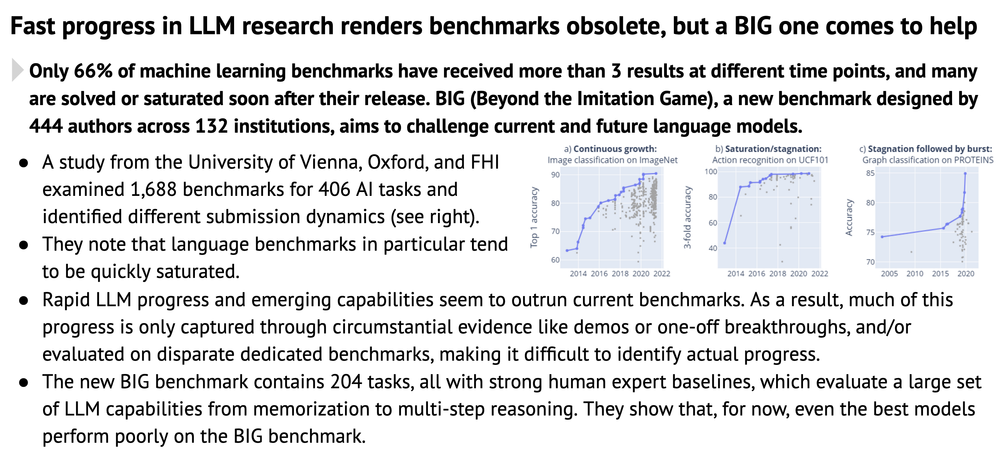 Fast progress in LLM research renders benchmarks obsolete, but a BIG one comes to help
Only 66% of machine learning benchmarks have received more than 3 results at different time points, and many
are solved or saturated soon after their release. BIG (Beyond the Imitation Game), a new benchmark designed by
444 authors across 132 institutions, aims to challenge current and future language models.
● A study from the University of Vienna, Oxford, and FHI
examined 1,688 benchmarks for 406 AI tasks and
identified different submission dynamics (see right).
● They note that language benchmarks in particular tend
to be quickly saturated.
a) Continuous growth:
Image classification on ImageNet
Top 1 accuracy
90
80
70
60
2014 2016 2018 2020 2022
b) Saturation/stagnation:
Action recognition on UCF101
3-fold accuracy
100
80
60
40
2014 2016 2018 2020 2022
c) Stagnation followed by burst:
Graph classification on PROTEINS
Accuracy
85
80
75
70
2005 2010 2015 2020
● Rapid LLM progress and emerging capabilities seem to outrun current benchmarks. As a result, much of this
progress is only captured through circumstantial evidence like demos or one-off breakthroughs, and/or
evaluated on disparate dedicated benchmarks, making it difficult to identify actual progress.
● The new BIG benchmark contains 204 tasks, all with strong human expert baselines, which evaluate a large set
of LLM capabilities from memorization to multi-step reasoning. They show that, for now, even the best models
perform poorly on the BIG benchmark.